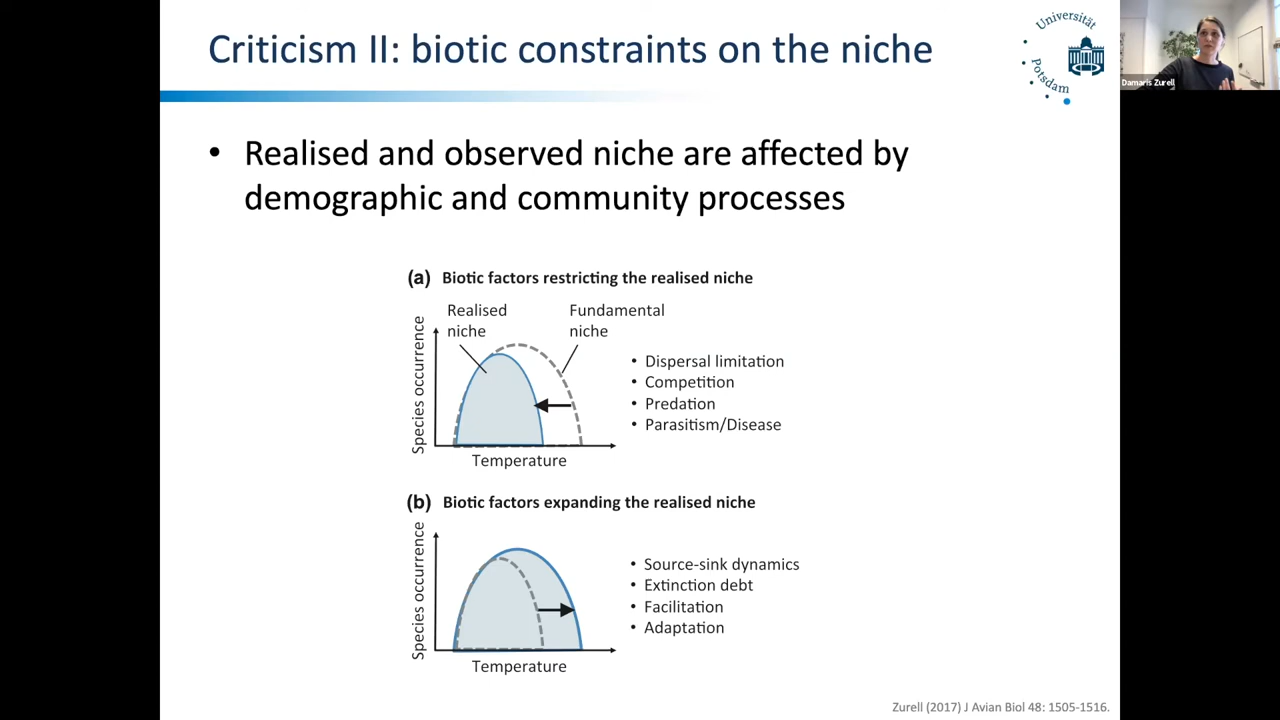 Criticism II: biotic constraints on the niche
Universität
Potsdam
Damaris Zurell
• Realised and observed niche are affected by
demographic and community processes
(a) Biotic factors restricting the realised niche
Realised
niche
Fundamental
niche
Species occurrence
Temperature
• Dispersal limitation
• Competition
• Predation
• Parasitism/Disease
(b) Biotic factors expanding the realised niche
Species occurrence
Temperature
• Source-sink dynamics
• Extinction debt
• Facilitation
• Adaptation
Zurell (2017) J Avian Biol 48: 1505-1516.